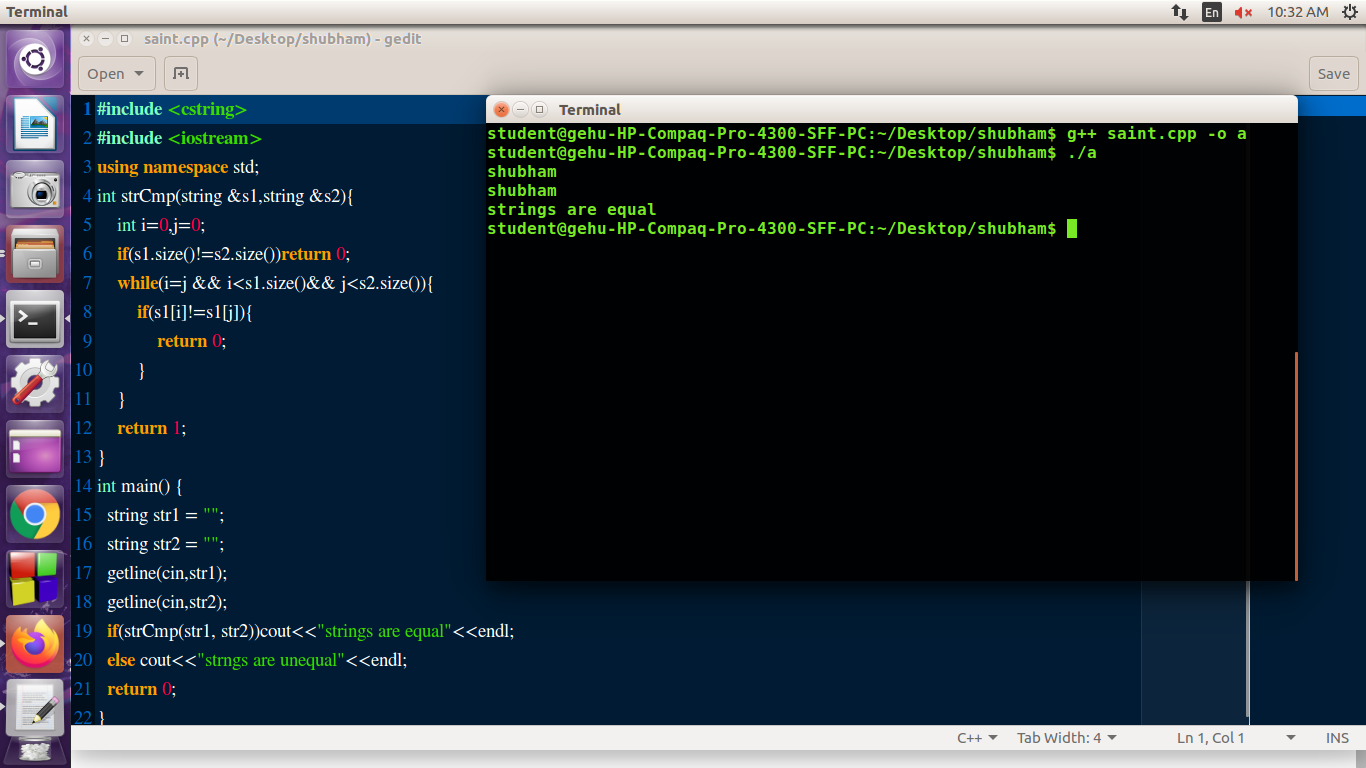 Terminal
En
10:32 AM
saint.cpp (~/Desktop/shubham) - gedit
Open
Save
1 #include <cstring>
2 #include <iostream>
3 using namespace std;
4 int strCmp(string &s1,string &s2){
5 int i=0,j=0;
6 if(s1.size()!=s2.size())return 0;
7 while(i=j && i<s1.size()&& j<s2.size()){
8 if(s1[i]!=s1[j]){
9 return 0;
10 }
11 }
12 return 1;
13 }
14 int main() {
15 string str1 = "";
16 string str2 = "";
17 getline(cin,str1);
18 getline(cin,str2);
19 if(strCmp(str1, str2))cout<<"strings are equal"<<endl;
20 else cout<<"strngs are unequal"<<endl;
21 return 0;
22 }
Terminal
student@gehu-HP-Compaq-Pro-4300-SFF-PC:~/Desktop/shubham$ g++ saint.cpp -o a
student@gehu-HP-Compaq-Pro-4300-SFF-PC:~/Desktop/shubham$ ./a
shubham
shubham
strings are equal
student@gehu-HP-Compaq-Pro-4300-SFF-PC:~/Desktop/shubham$
C++
Tab Width: 4
Ln 1, Col 1
INS